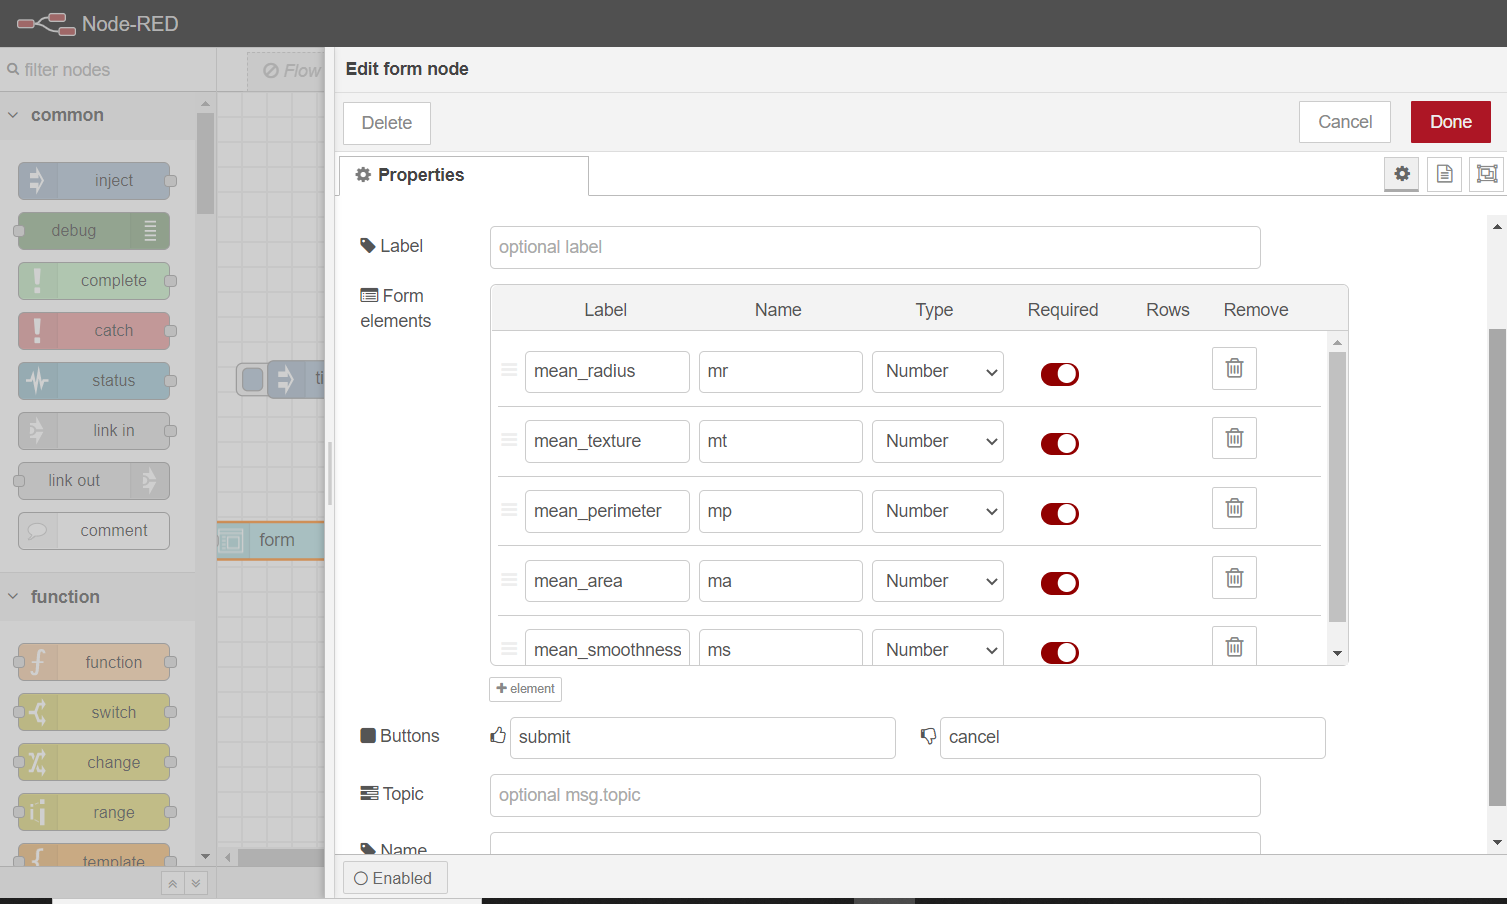 Node-RED
filter nodes
Flow
common
inject
debug
complete
catch
status
link in
link out
comment
function
function
switch
change
range
template
ti
form
Edit form node
Delete
Cancel
Done
Properties
Label
optional label
Form elements
Label Name Type Required Rows Remove
mean_radius mr Number
mean_texture mt Number
mean_perimeter mp Number
mean_area ma Number
mean_smoothness ms Number
+ element
Buttons submit cancel
Topic optional msg.topic
Name
Enabled